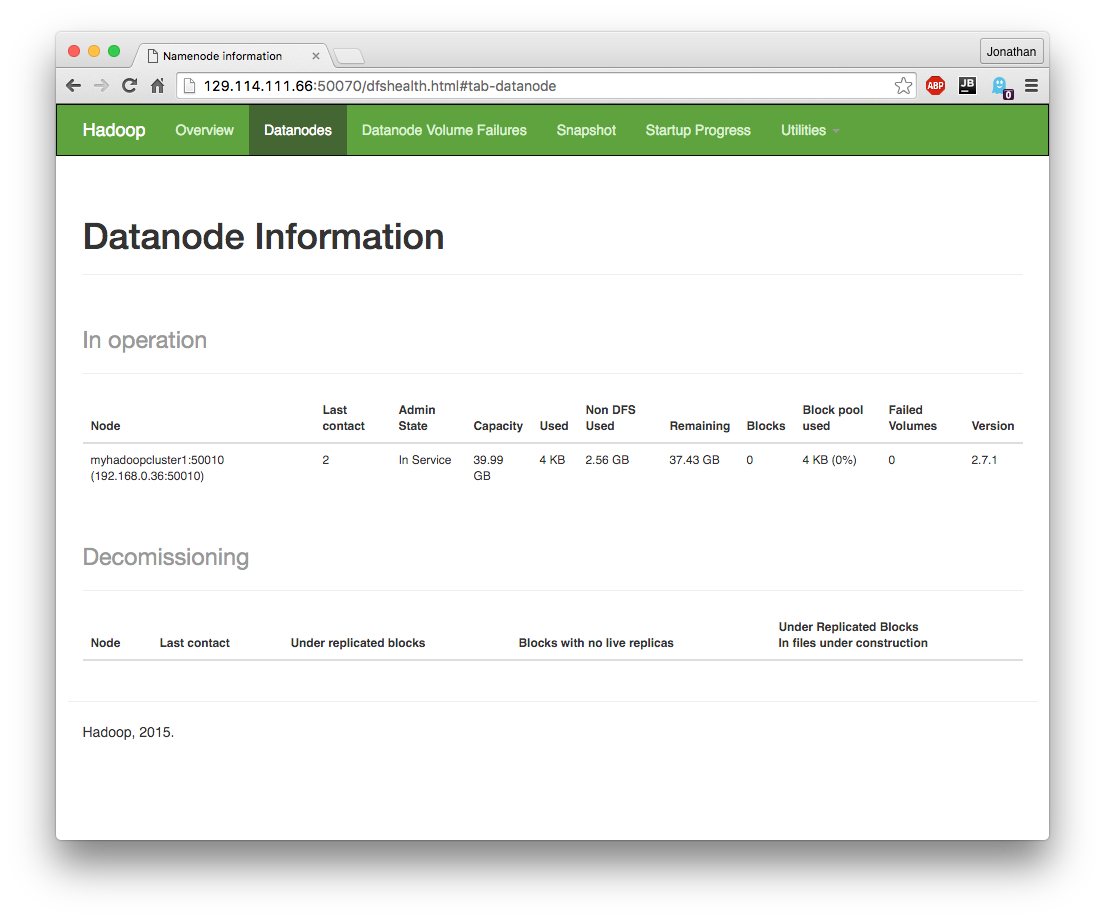 Namenode information
Jonathan
129.114.111.66:50070/dfshealth.html#tab-datanode
ABP
JB
0
Hadoop Overview Datanodes Datanode Volume Failures Snapshot Startup Progress Utilities
Datanode Information
In operation
Node Last contact Admin State Capacity Used Non DFS Used Remaining Blocks Block pool used Failed Volumes Version
myhadoopcluster1:50010 (192.168.0.36:50010) 2 In Service 39.99 GB 4 KB 2.56 GB 37.43 GB 0 4 KB (0%) 0 2.7.1
Decomissioning
Node Last contact Under replicated blocks Blocks with no live replicas Under Replicated Blocks In files under construction
Hadoop, 2015.